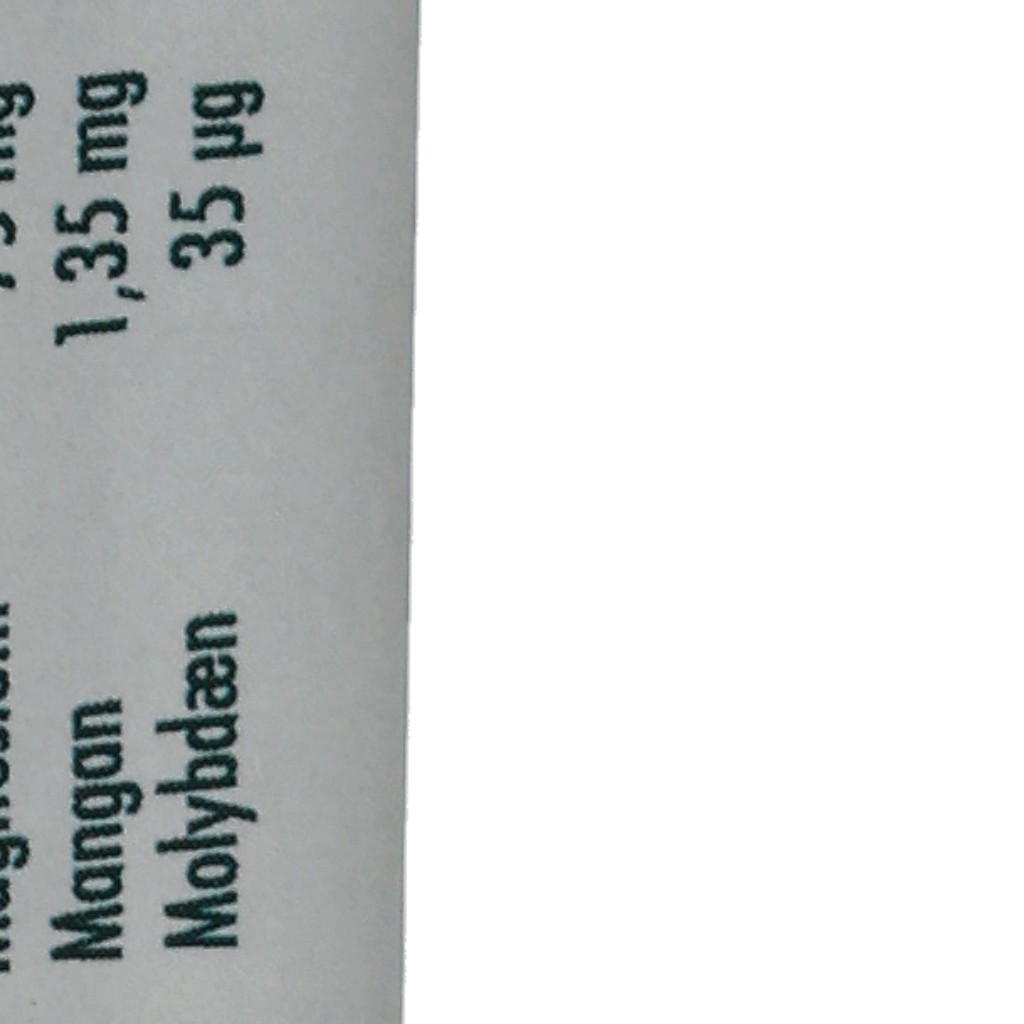 Mangan 1,35 mg
Molybdæn 35 µg